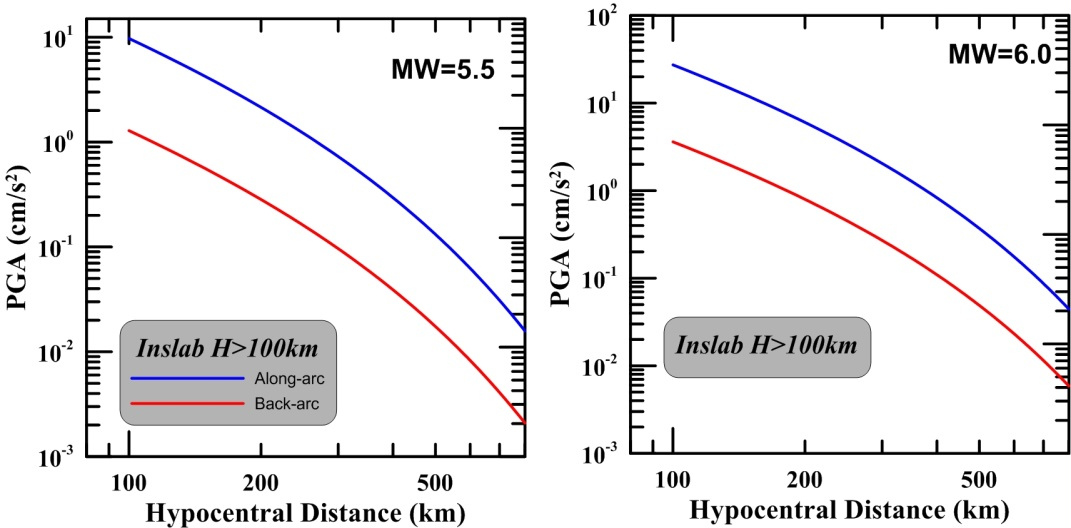 MW=5.5
PGA (cm/s²)
10¹
10⁰
10⁻¹
10⁻²
10⁻³
Inslab H>100km
Along-arc
Back-arc
100 200 500
Hypocentral Distance (km)
MW=6.0
PGA (cm/s²)
10²
10¹
10⁰
10⁻¹
10⁻²
10⁻³
Inslab H>100km
100 200 500
Hypocentral Distance (km)